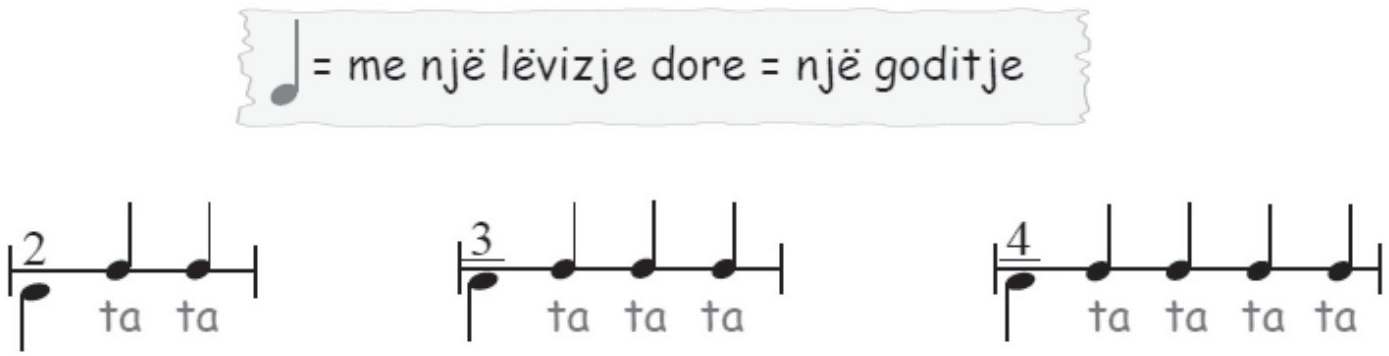 = me një lëvizje dore = një goditje
2 3 4
ta ta ta ta ta ta ta ta ta